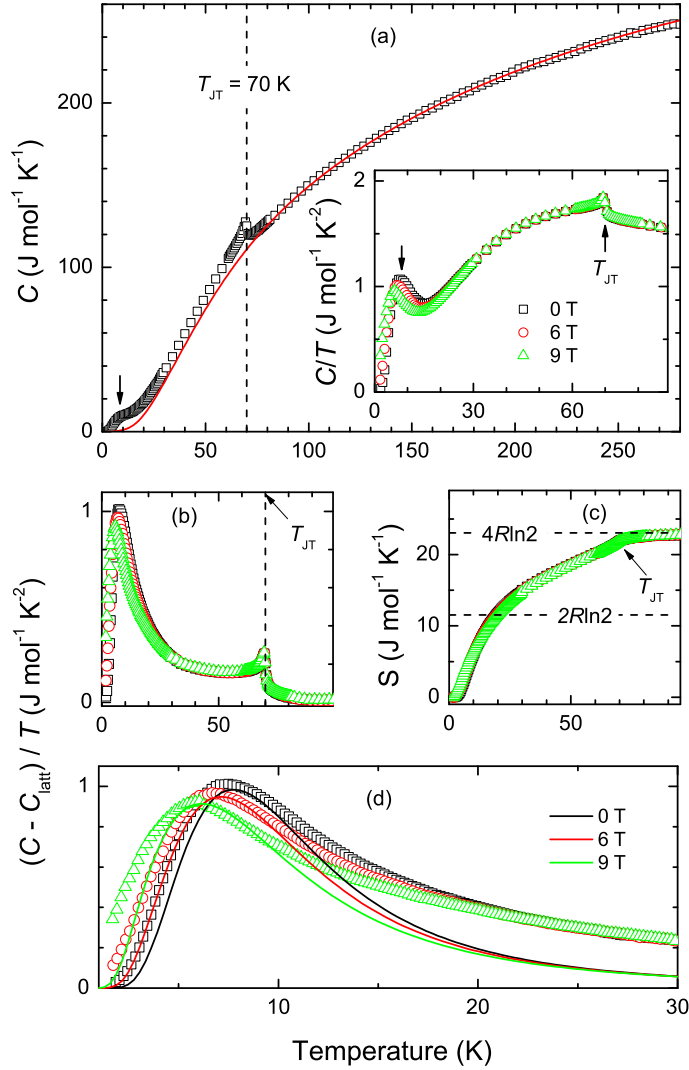 (a)
T_JT = 70 K
C (J mol⁻¹ K⁻¹)
200
100
0
0 50 100 150 200 250
C/T (J mol⁻¹ K⁻²)
2
1
0
0 30 60
T_JT
0 T
6 T
9 T
(b)
T_JT
1
0
0 50
(c)
S (J mol⁻¹ K⁻¹)
20
10
0
4Rln2
T_JT
2Rln2
0 50
(C - C_latt) / T (J mol⁻¹ K⁻²)
(d)
1
0
0 T
6 T
9 T
10 20 30
Temperature (K)